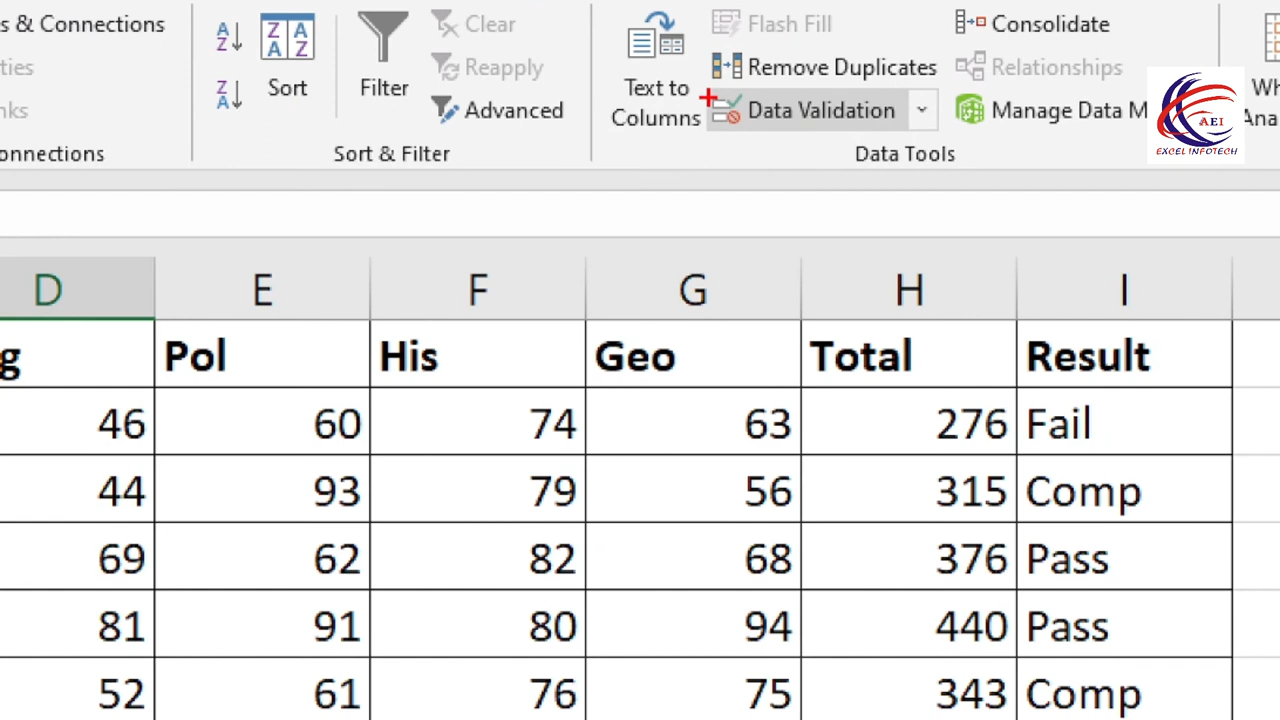 s & Connections
ties
nks
onnections
Sort
Filter
Clear
Reapply
Advanced
Sort & Filter
Text to
Columns
Flash Fill
Remove Duplicates
Data Validation
Consolidate
Relationships
Manage Data M
Data Tools
Wh
Ana
AEI
EXCEL INFOTECH
D E F G H I
g Pol His Geo Total Result
46 60 74 63 276 Fail
44 93 79 56 315 Comp
69 62 82 68 376 Pass
81 91 80 94 440 Pass
52 61 76 75 343 Comp